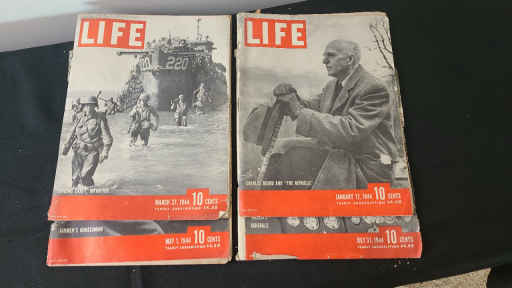 LIFE
220
MARCH 27, 1944 10 CENTS
YEARLY SUBSCRIPTION $4.50
MAY 1, 1944 10 CENTS
YEARLY SUBSCRIPTION $4.50
LIFE
CHARLES BEARD AND "THE REPUBLIC"
JANUARY 17, 1944 10 CENTS
YEARLY SUBSCRIPTION $4.50
GENERALS
JULY 31, 1944 10 CENTS
YEARLY SUBSCRIPTION $4.50